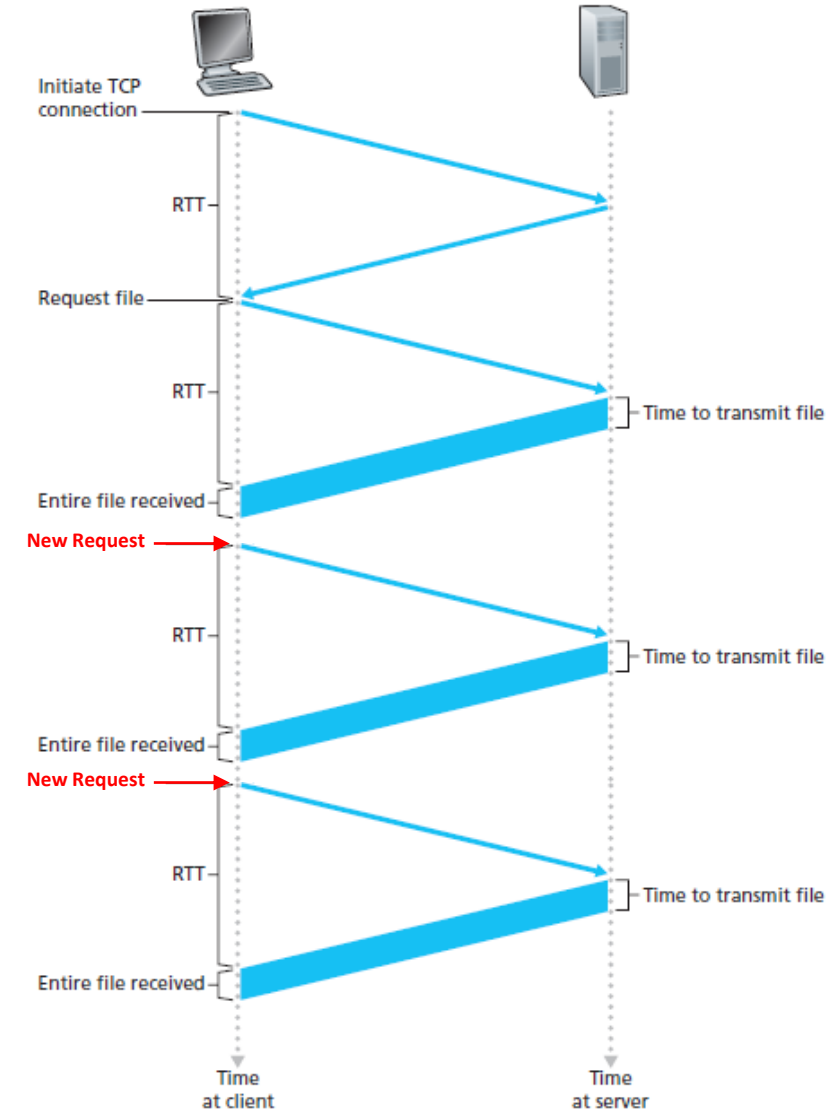 Initiate TCP
connection
RTT
Request file
RTT
Time to transmit file
Entire file received
New Request
RTT
Time to transmit file
Entire file received
New Request
RTT
Time to transmit file
Entire file received
Time
at client
Time
at server